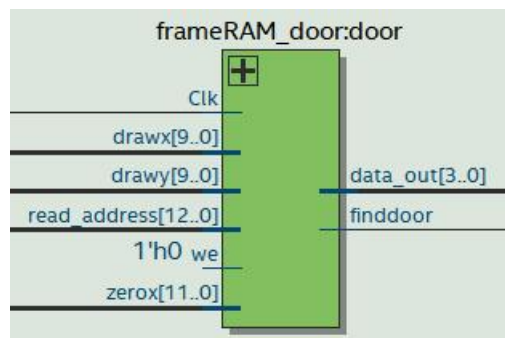 frameRAM_door:door
Clk
drawx[9..0]
drawy[9..0]
data_out[3..0]
read_address[12..0]
finddoor
1'h0 we
zerox[11..0]